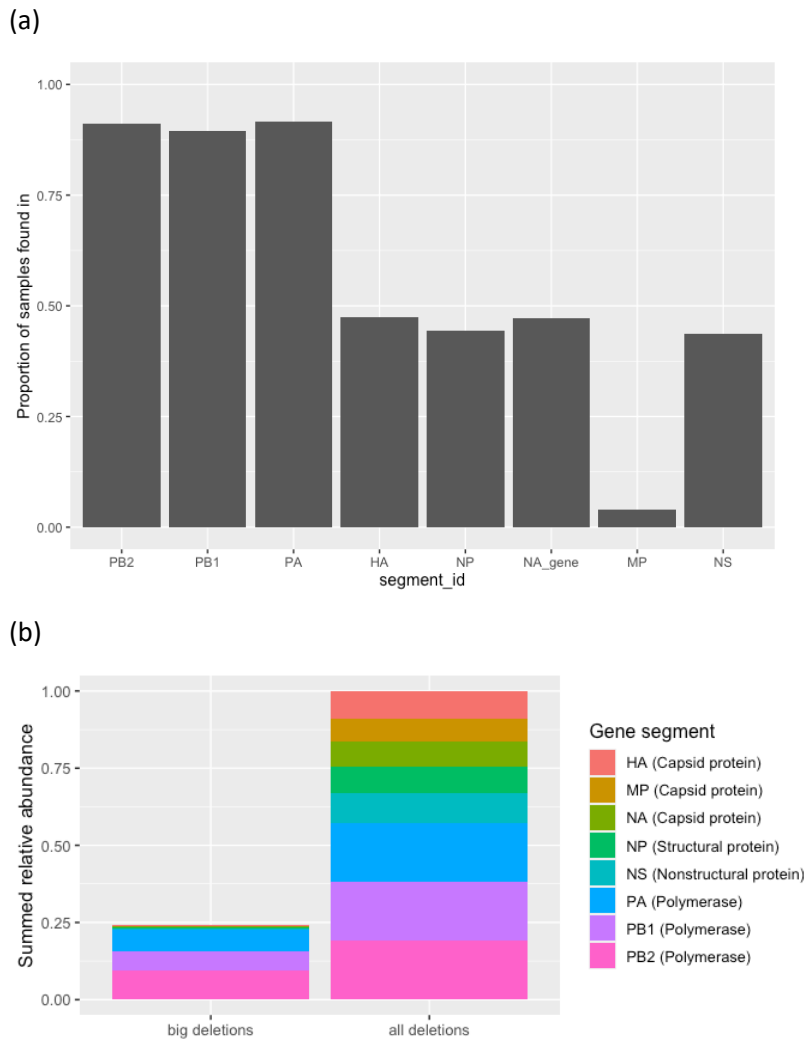 (a)
1.00
0.75
0.50
0.25
0.00
Proportion of samples found in
PB2 PB1 PA HA NP NA_gene MP NS
segment_id
(b)
1.00
0.75
0.50
0.25
0.00
Summed relative abundance
big deletions all deletions
Gene segment
HA (Capsid protein)
MP (Capsid protein)
NA (Capsid protein)
NP (Structural protein)
NS (Nonstructural protein)
PA (Polymerase)
PB1 (Polymerase)
PB2 (Polymerase)